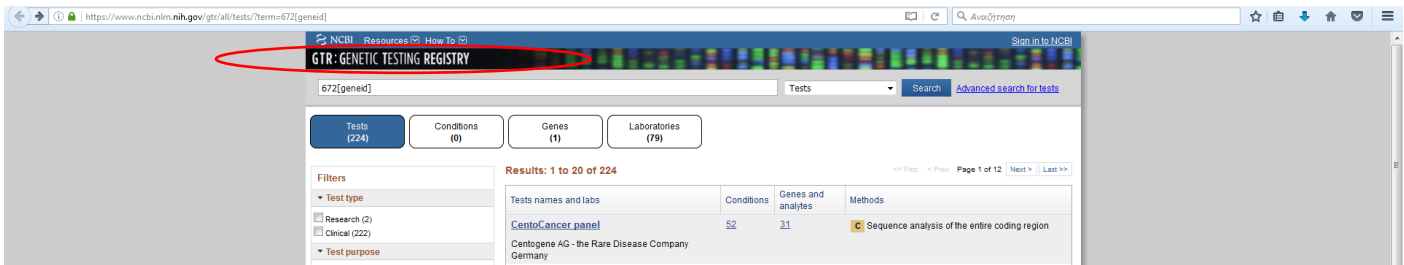 https://www.ncbi.nlm.nih.gov/gtr/all/tests/?term=672[geneid]
Αναζήτηση
NCBI Resources How To
Sign in to NCBI
GTR: GENETIC TESTING REGISTRY
672[geneid]
Tests
Search
Advanced search for tests
Tests
(224)
Conditions
(0)
Genes
(1)
Laboratories
(79)
Filters
Test type
Research (2)
Clinical (222)
Test purpose
Results: 1 to 20 of 224
<< First < Prev Page 1 of 12 Next > Last >>
Tests names and labs
Conditions
Genes and
analytes
Methods
CentoCancer panel
52
31
C Sequence analysis of the entire coding region
Centogene AG - the Rare Disease Company
Germany